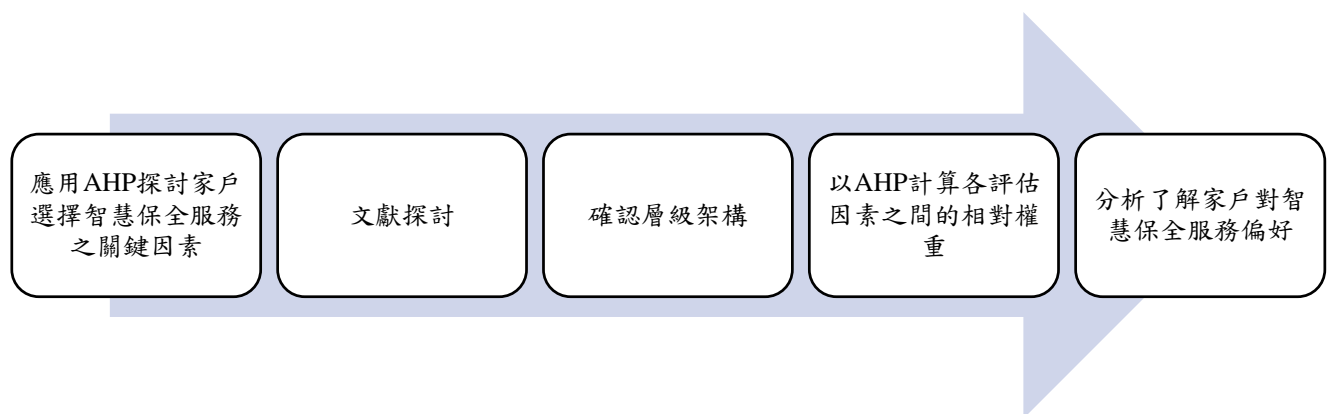 應用AHP探討家戶
選擇智慧保全服務
之關鍵因素
文獻探討
確認層級架構
以AHP計算各評估
因素之間的相對權
重
分析了解家戶對智
慧保全服務偏好